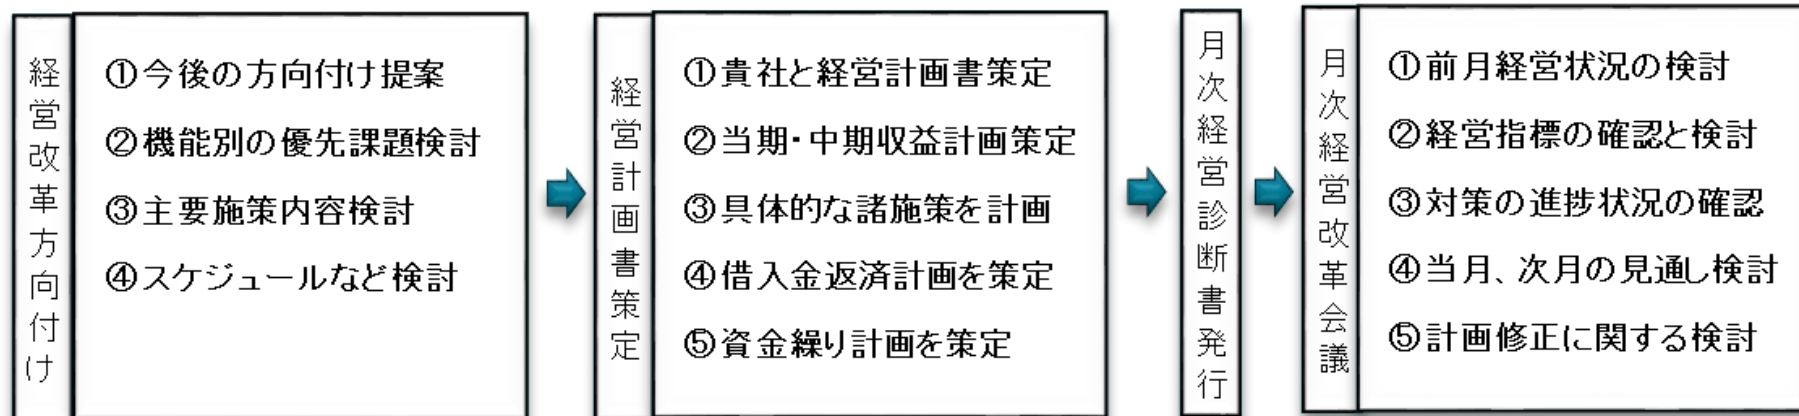 経営改革方向付け
①今後の方向付け提案
②機能別の優先課題検討
③主要施策内容検討
④スケジュールなど検討
経営計画書策定
①貴社と経営計画書策定
②当期・中期収益計画策定
③具体的な諸施策を計画
④借入金返済計画を策定
⑤資金繰り計画を策定
月次経営診断書発行
月次経営改革会議
①前月経営状況の検討
②経営指標の確認と検討
③対策の進捗状況の確認
④当月、次月の見通し検討
⑤計画修正に関する検討